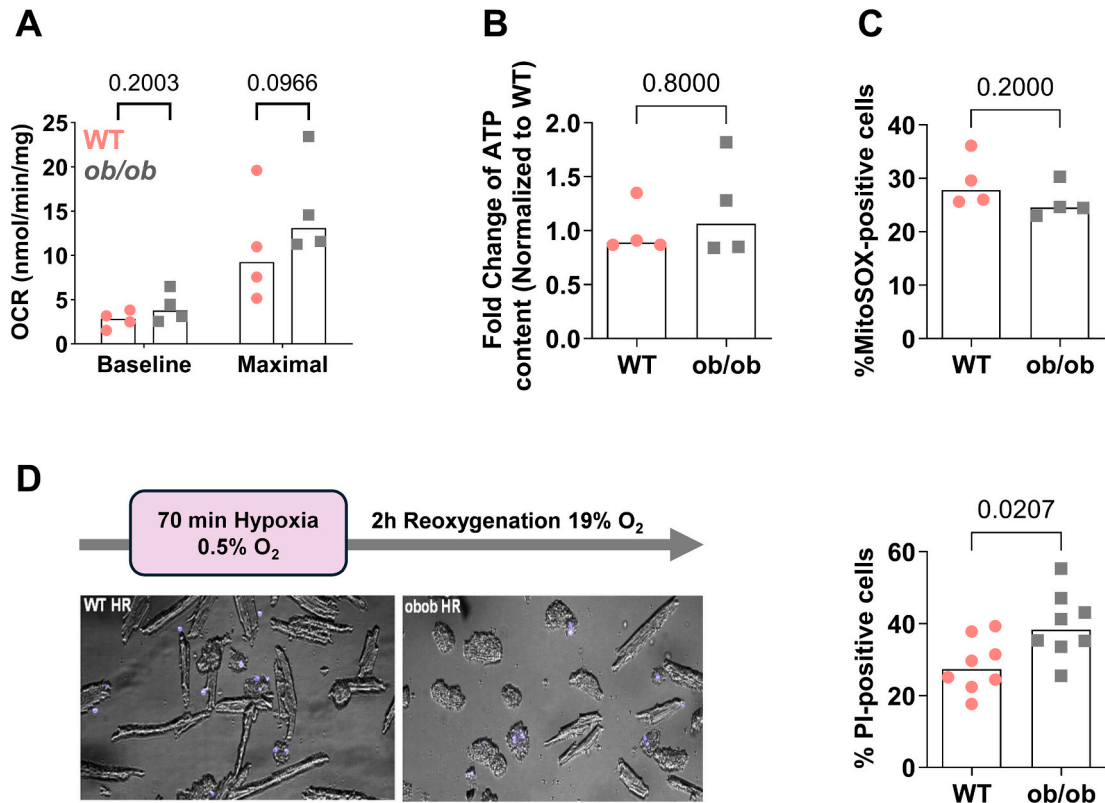 A
0.2003
0.0966
WT
ob/ob
OCR (nmol/min/mg)
25
20
15
10
5
0
Baseline
Maximal
B
0.8000
Fold Change of ATP
content (Normalized to WT)
2.0
1.5
1.0
0.5
0.0
WT
ob/ob
C
0.2000
%MitoSOX-positive cells
40
30
20
10
0
WT
ob/ob
D
70 min Hypoxia
0.5% O₂
2h Reoxygenation 19% O₂
WT HR
obob HR
0.0207
% PI-positive cells
60
40
20
0
WT
ob/ob